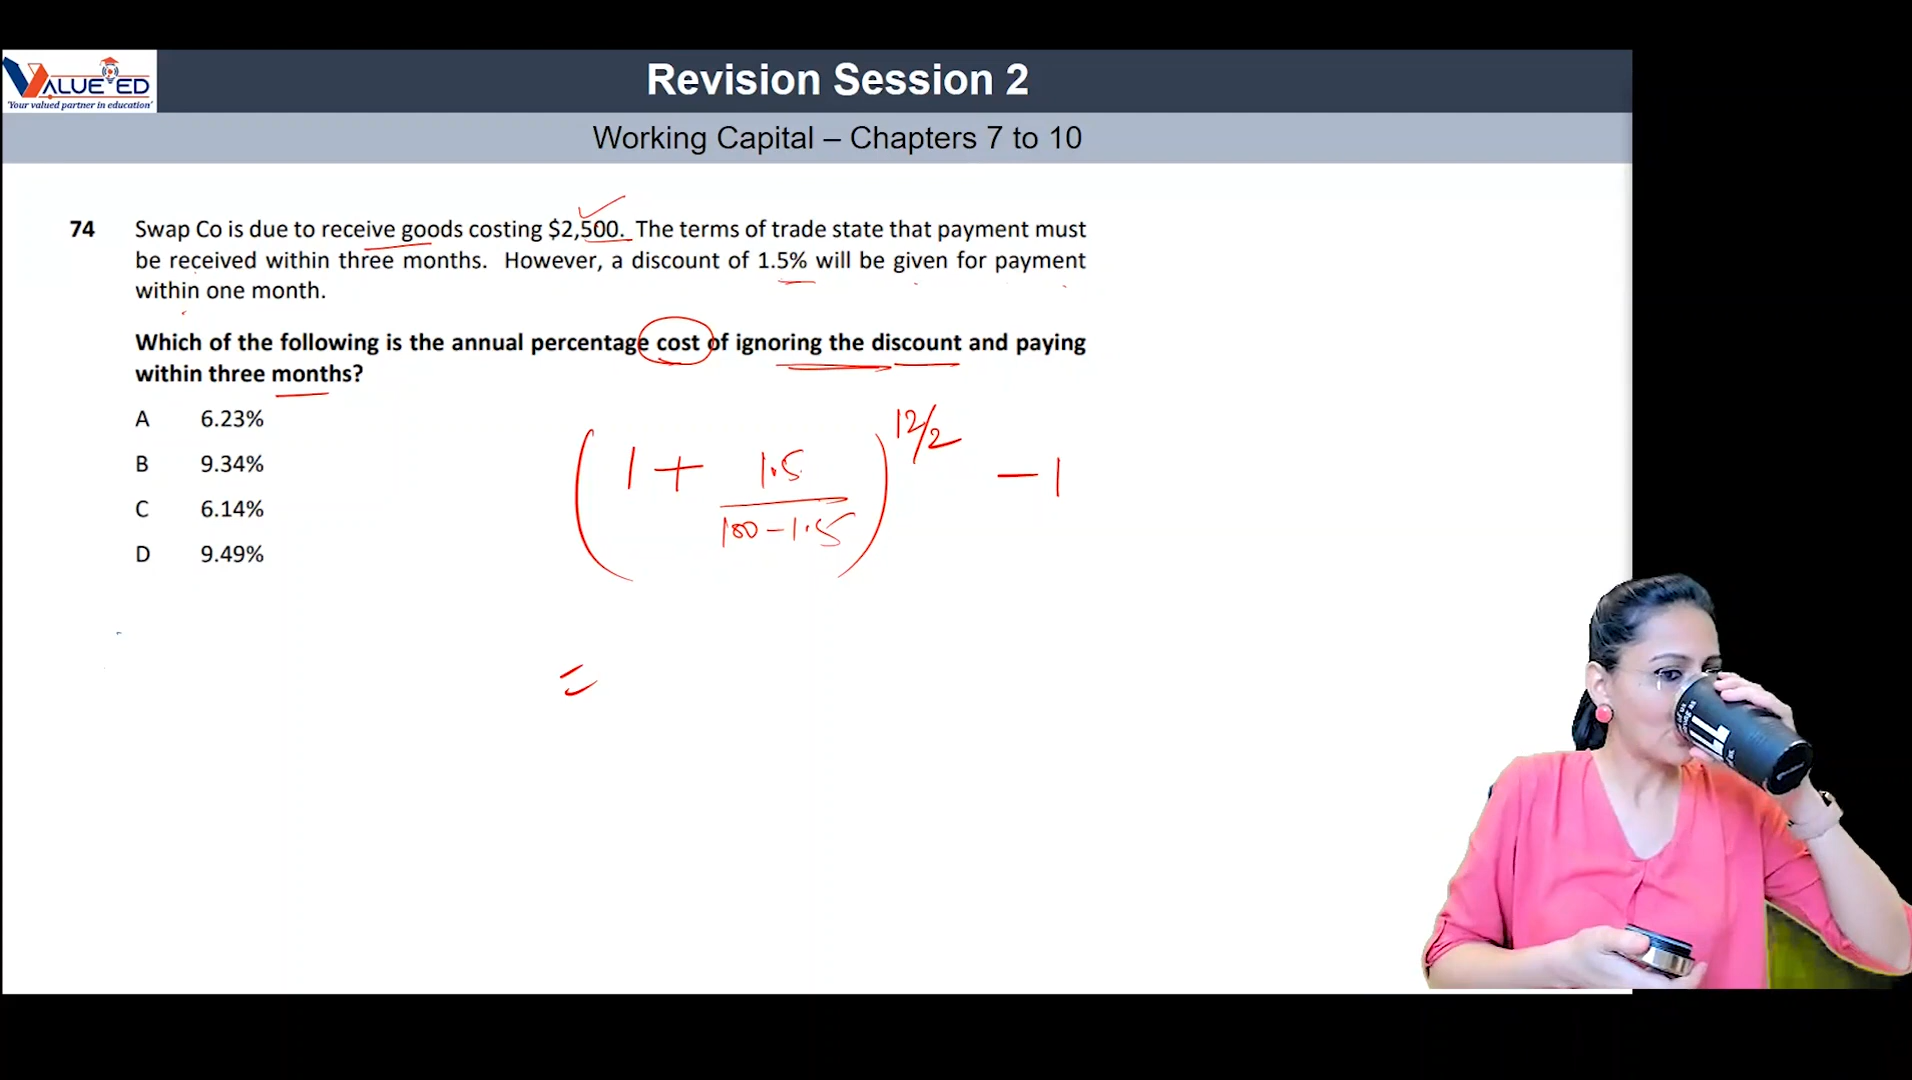 VALUE ED
'Your valued partner in education'
Revision Session 2
Working Capital – Chapters 7 to 10
74 Swap Co is due to receive goods costing $2,500. The terms of trade state that payment must
be received within three months. However, a discount of 1.5% will be given for payment
within one month.
Which of the following is the annual percentage cost of ignoring the discount and paying
within three months?
A 6.23%
B 9.34%
C 6.14%
D 9.49%
(1 + 1.5 / 100 - 1.5)^12/2 - 1
=
11